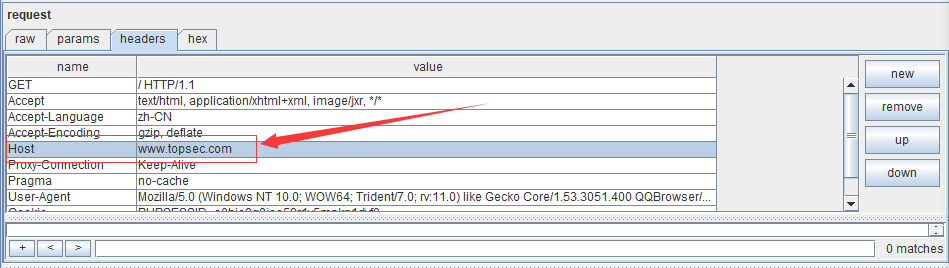 request
raw params headers hex
name value
GET / HTTP/1.1
Accept text/html, application/xhtml+xml, image/jxr, */*
Accept-Language zh-CN
Accept-Encoding gzip, deflate
Host www.topsec.com
Proxy-Connection Keep-Alive
Pragma no-cache
User-Agent Mozilla/5.0 (Windows NT 10.0; WOW64; Trident/7.0; rv:11.0) like Gecko Core/1.53.3051.400 QQBrowser/...
new
remove
up
down
+ < > 0 matches